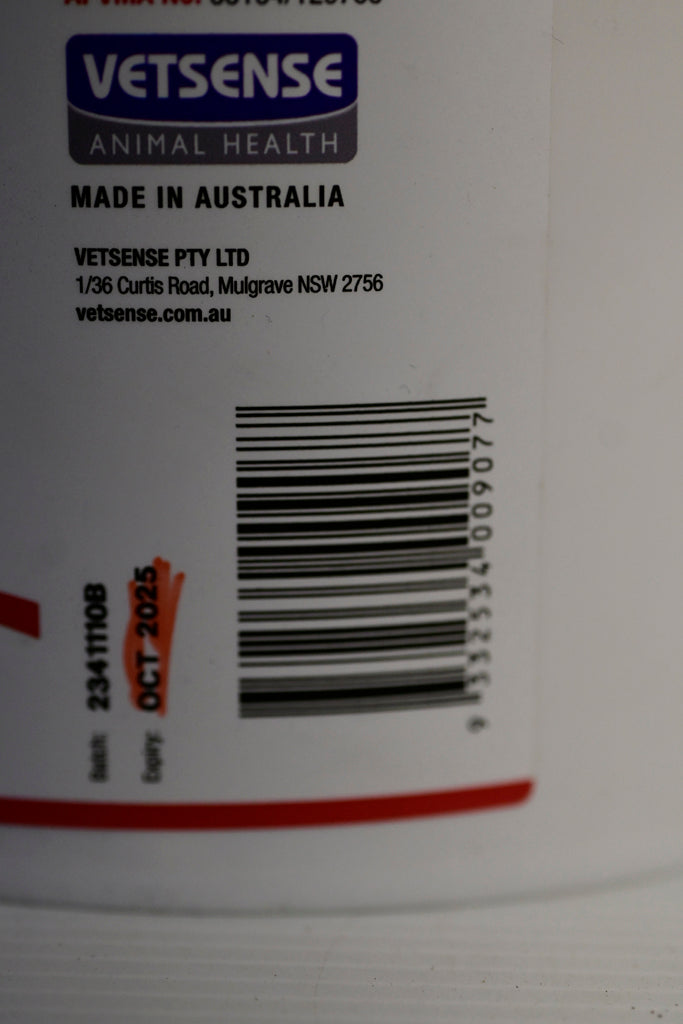 VETSENSE
ANIMAL HEALTH
MADE IN AUSTRALIA
VETSENSE PTY LTD
1/36 Curtis Road, Mulgrave NSW 2756
vetsense.com.au
9 332534 009077
Batch: 2341110B
Expiry: OCT 2025